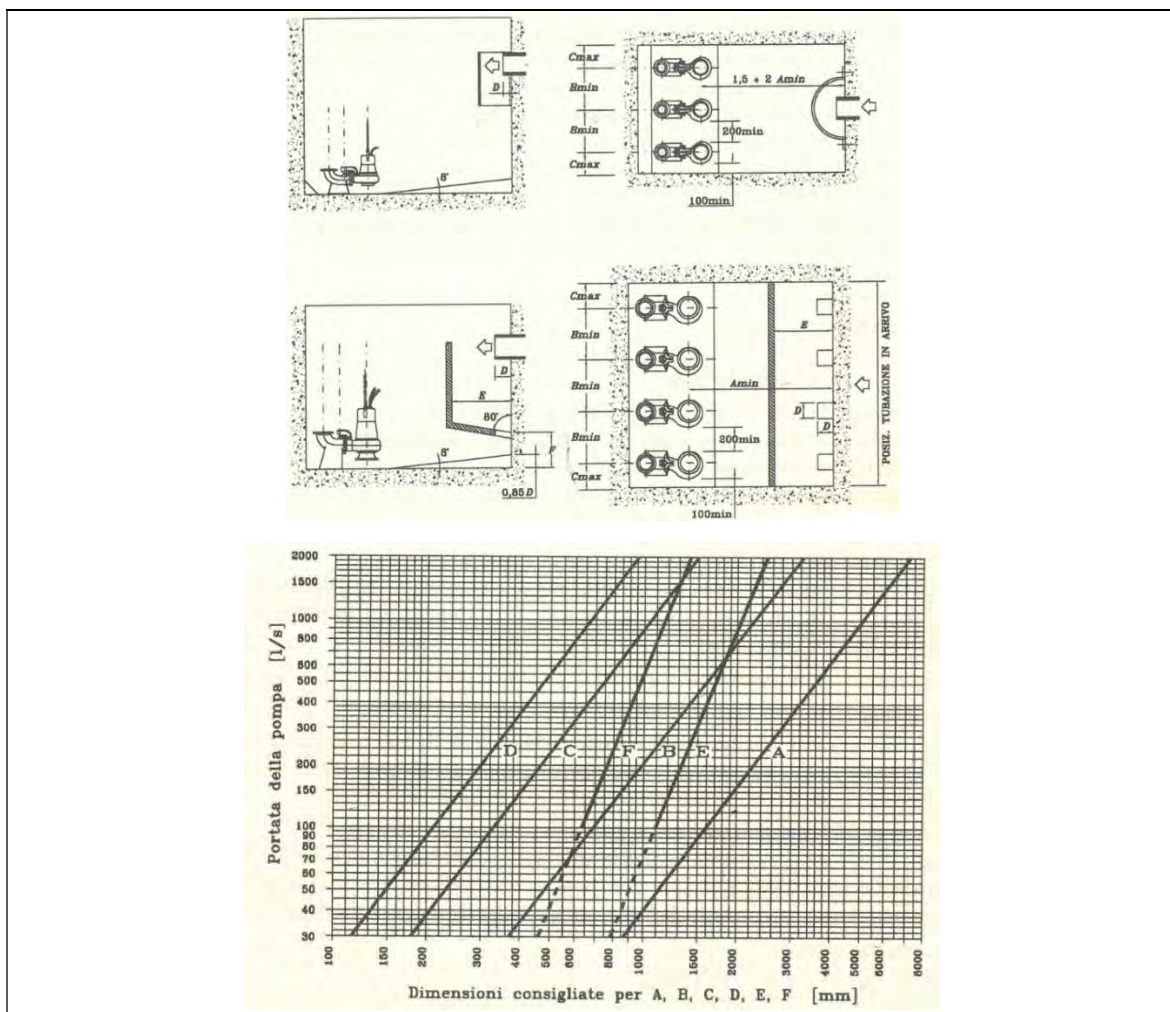 D
8°
Cmax
Bmin
Bmin
Cmax
1,5 + 2 Amin
200min
100min
D
E
80°
F
8°
0,85 D
Cmax
Bmin
Bmin
Bmin
Cmax
E
Amin
D
D
200min
100min
POSIZ. TUBAZIONE IN ARRIVO
Portata della pompa [l/s]
2000
1500
1000
800
600
500
400
300
200
150
100
90
80
70
60
50
40
30
D C F B E A
100 200 300 400 500 600 800 1000 1500 2000 3000 4000 6000 8000
Dimensioni consigliate per A, B, C, D, E, F [mm]